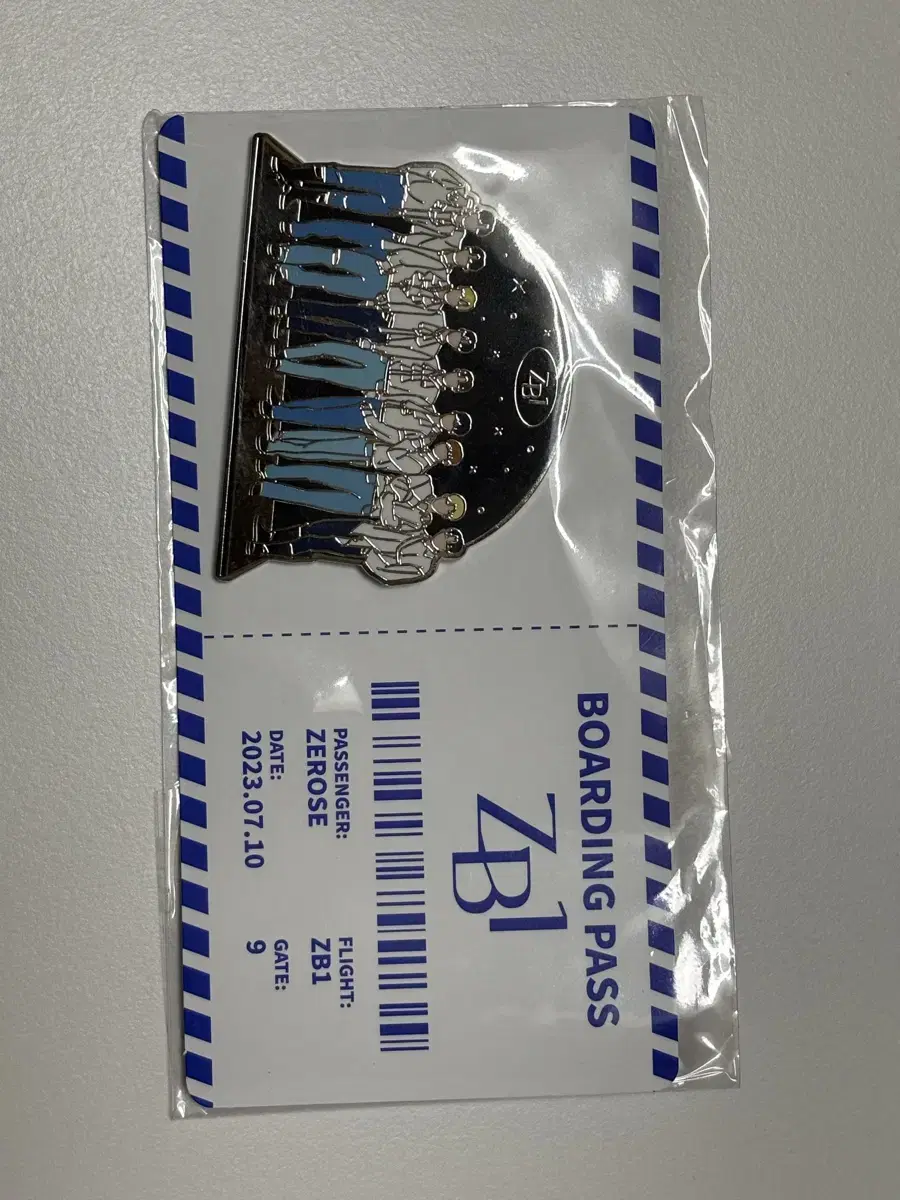 ZB1
BOARDING PASS
ZB1
PASSENGER:
ZEROSE
FLIGHT:
ZB1
DATE:
2023.07.10
GATE:
9